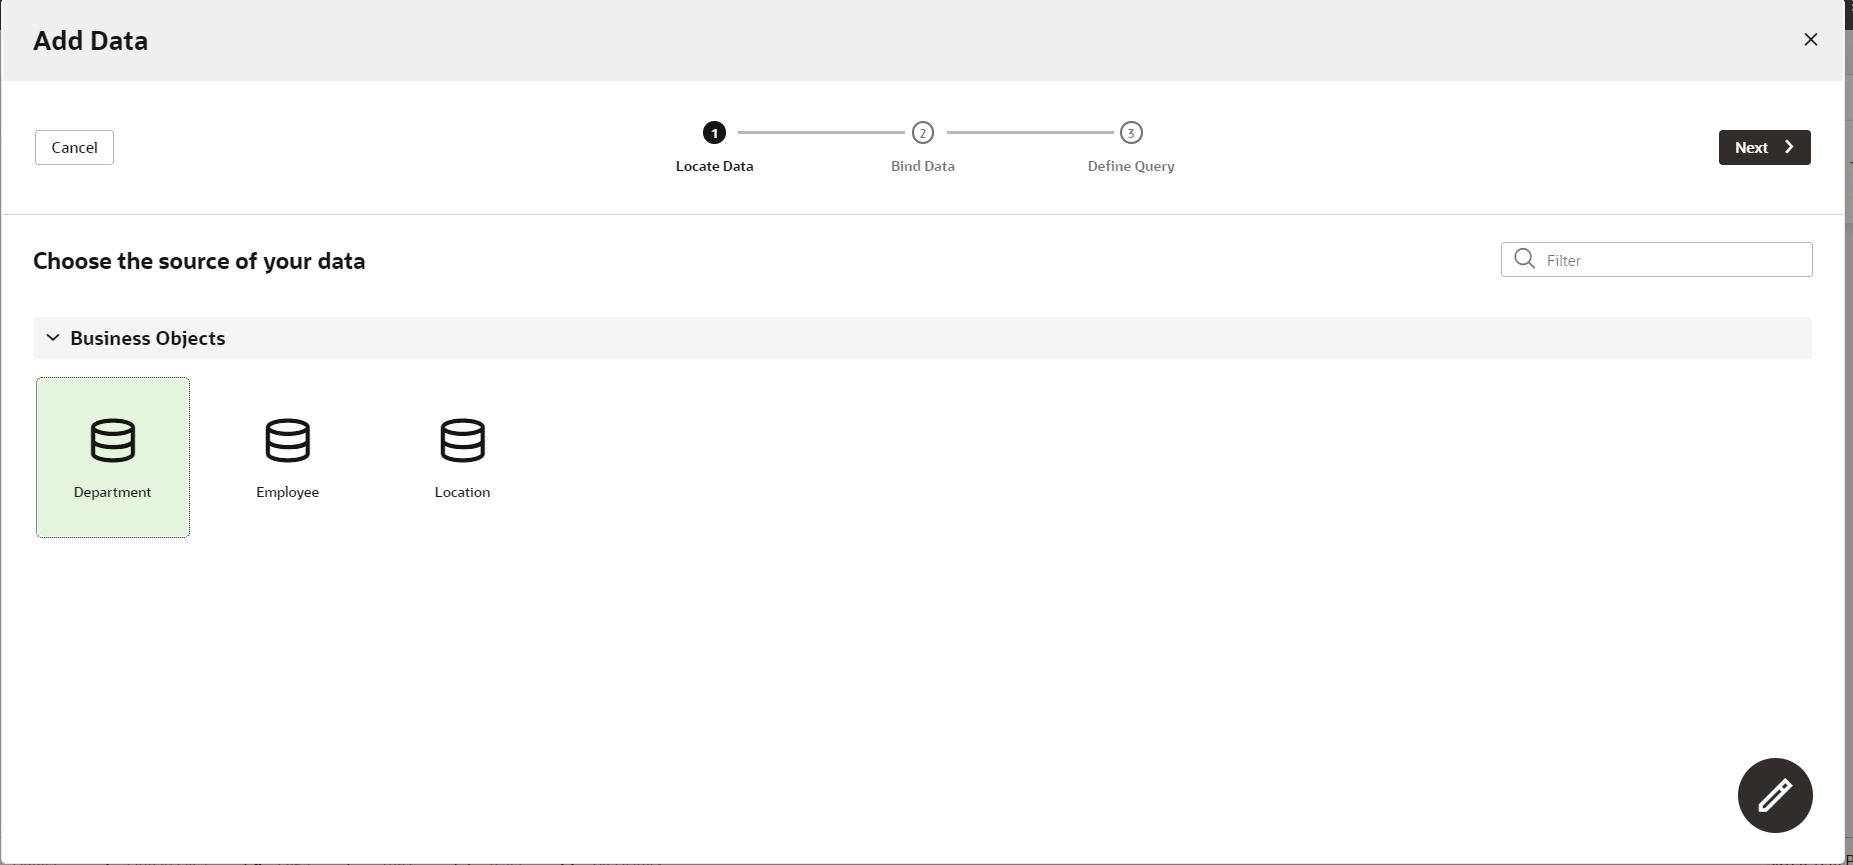 Add Data
Cancel
1
2
3
Locate Data
Bind Data
Define Query
Next
Choose the source of your data
Filter
Business Objects
Department
Employee
Location